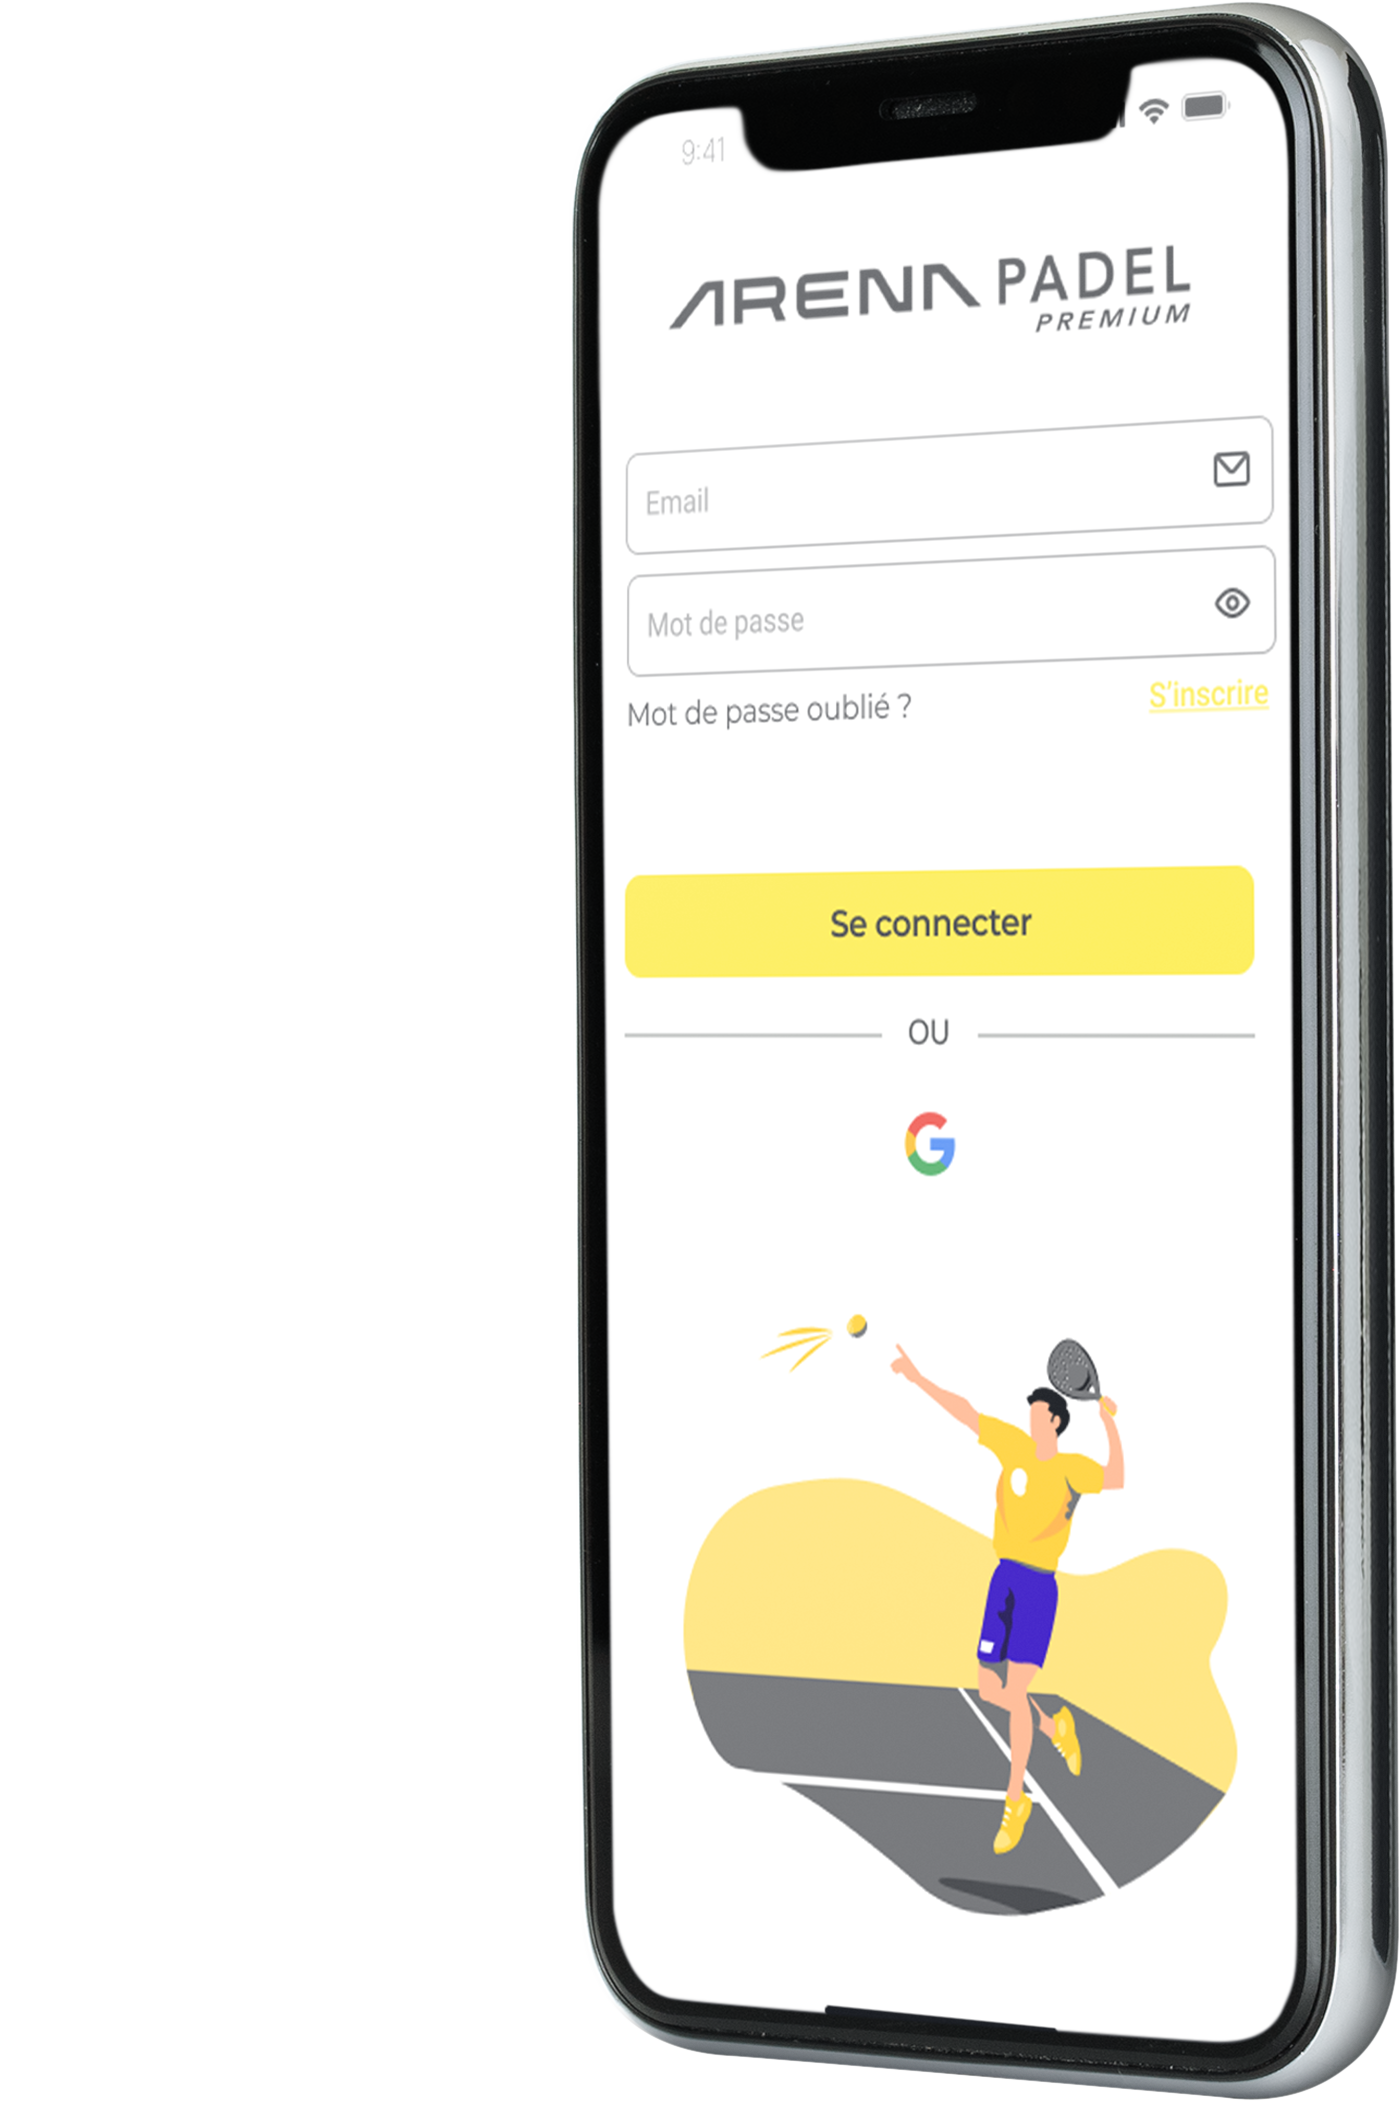 9:41
ARENA PADEL
PREMIUM
Email
Mot de passe
Mot de passe oublié ?
S'inscrire
Se connecter
OU
G